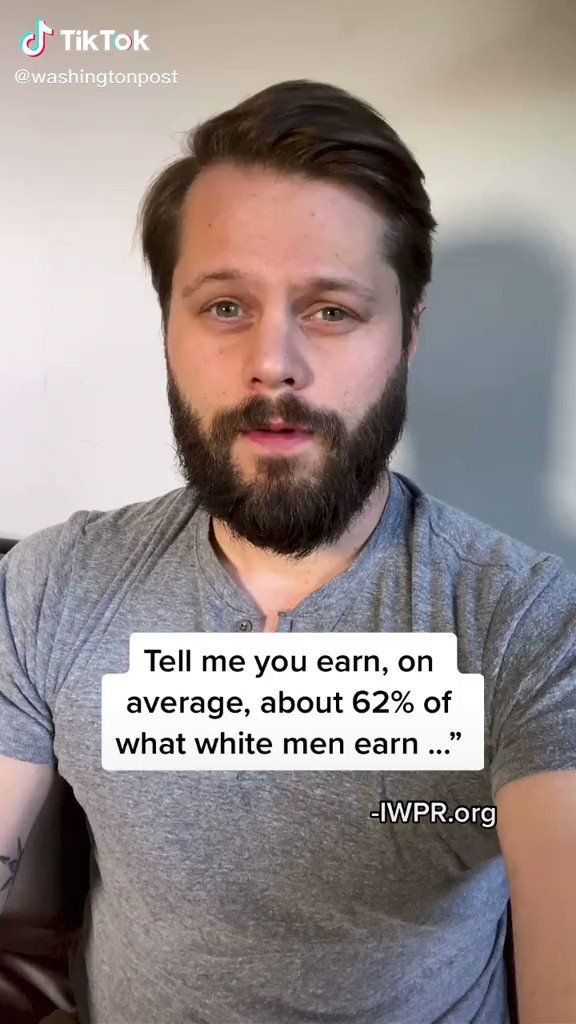 TikTok
@washingtonpost
Tell me you earn, on
average, about 62% of
what white men earn ...”
-IWPR.org